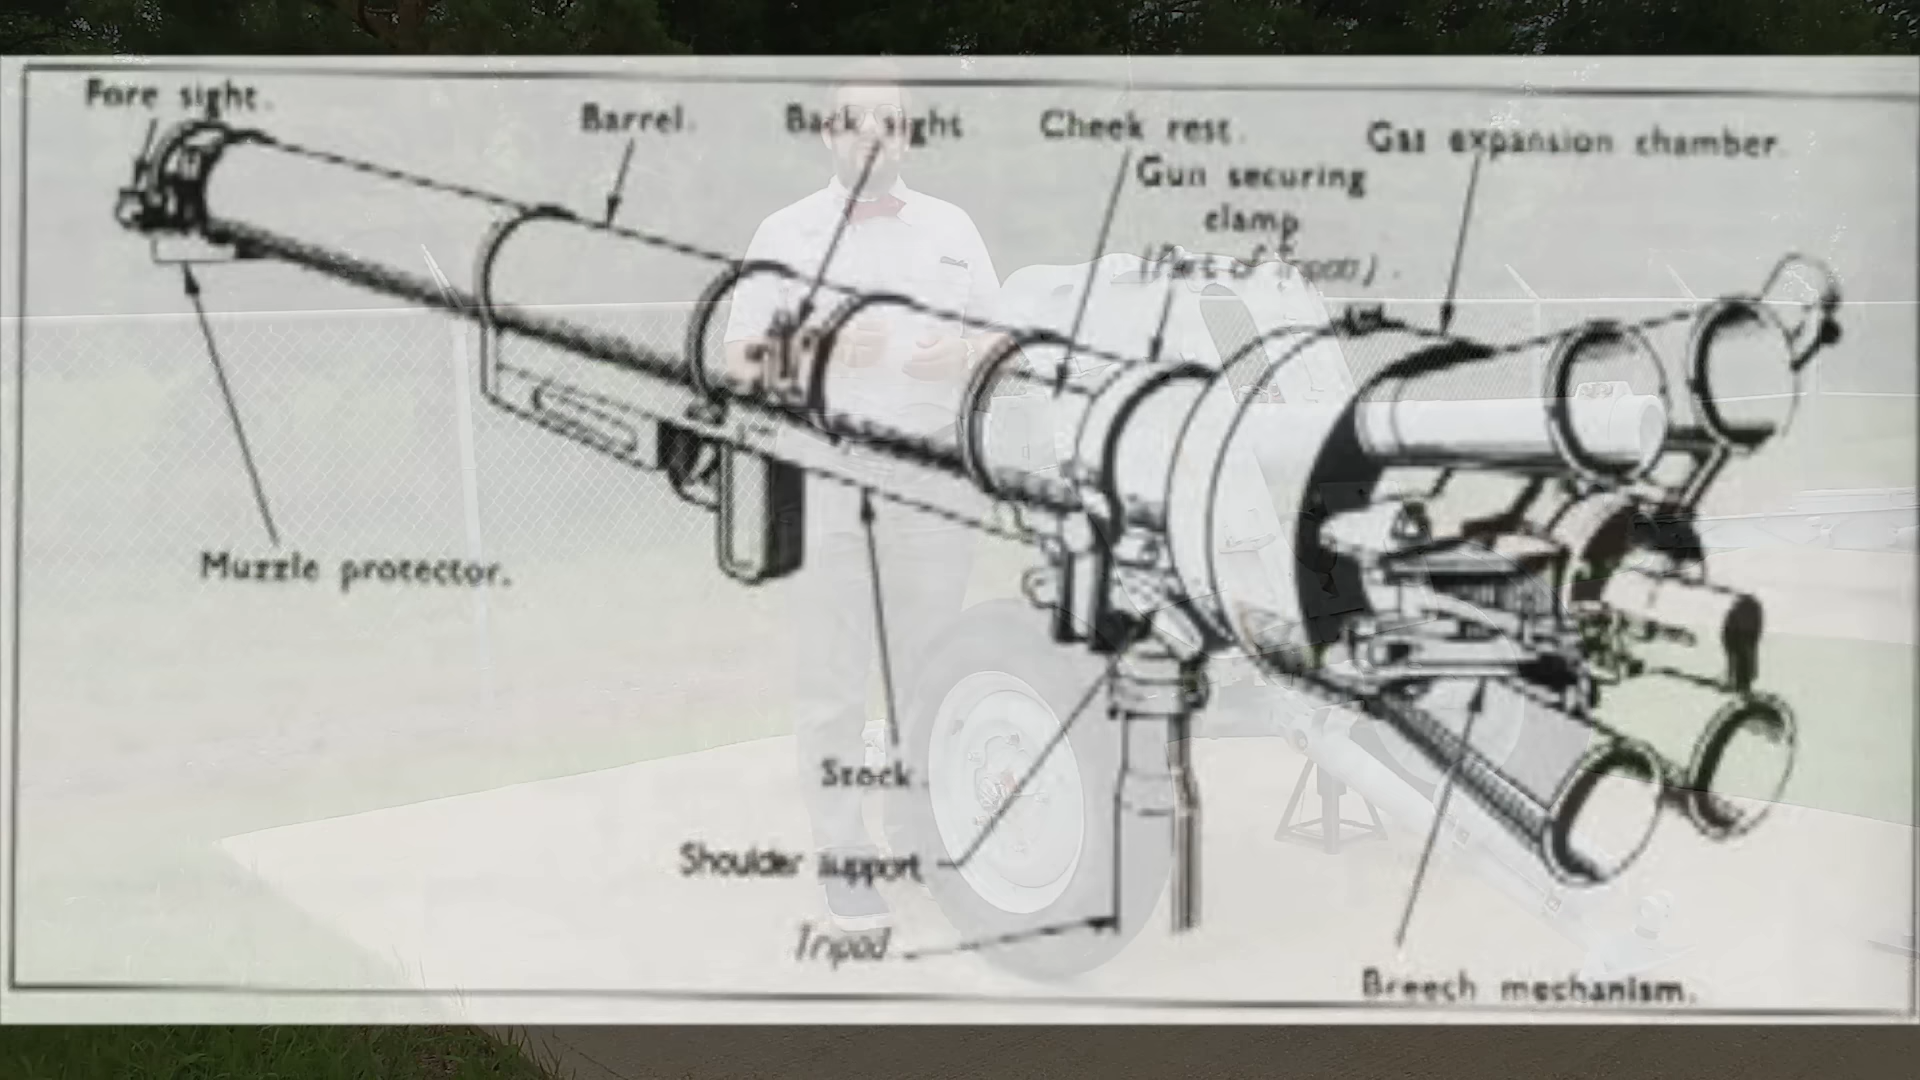 Fore sight.
Barrel.
Back sight
Cheek rest.
Gas expansion chamber.
Gun securing
clamp
(Part of Tripod).
Muzzle protector.
Stock.
Shoulder support
Tripod.
Breech mechanism.